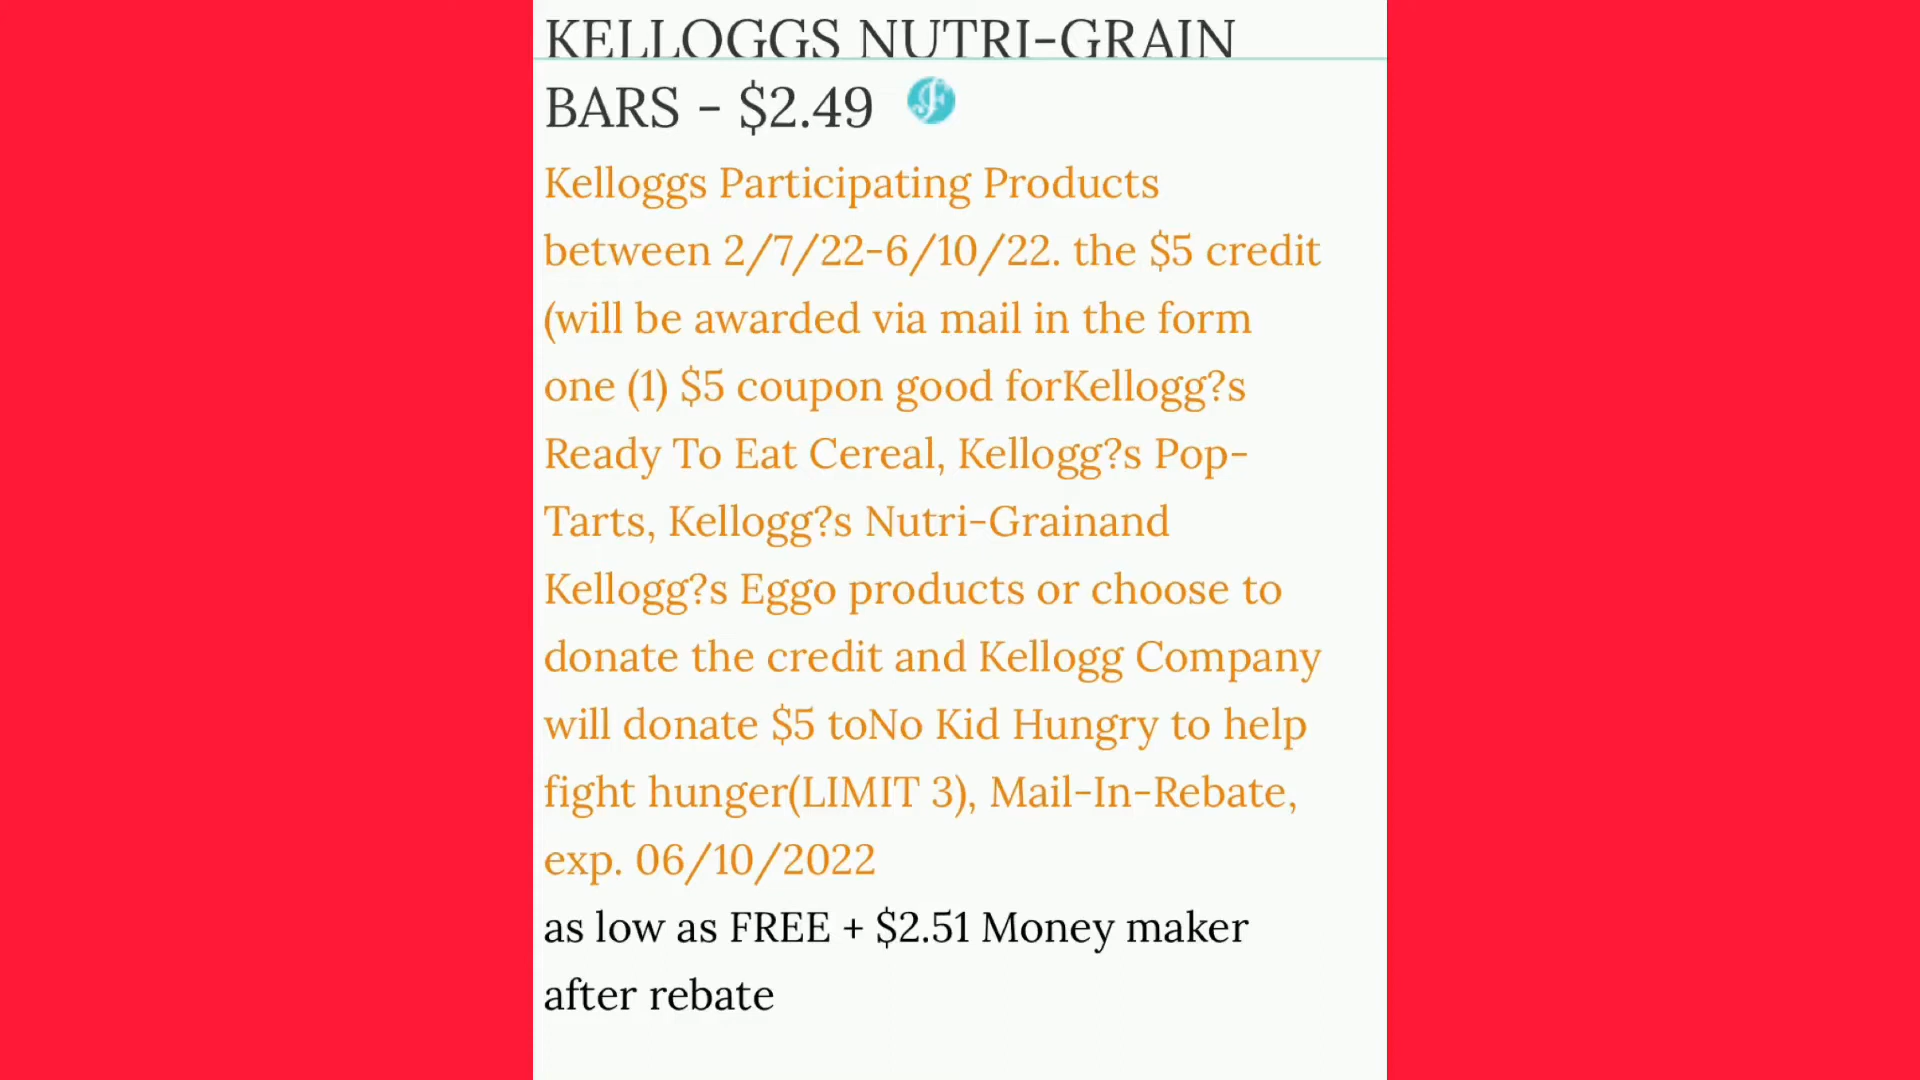 KELLOGGS NUTRI-GRAIN
BARS - $2.49
Kelloggs Participating Products
between 2/7/22-6/10/22. the $5 credit
(will be awarded via mail in the form
one (1) $5 coupon good forKellogg?s
Ready To Eat Cereal, Kellogg?s Pop-
Tarts, Kellogg?s Nutri-Grainand
Kellogg?s Eggo products or choose to
donate the credit and Kellogg Company
will donate $5 toNo Kid Hungry to help
fight hunger(LIMIT 3), Mail-In-Rebate,
exp. 06/10/2022
as low as FREE + $2.51 Money maker
after rebate